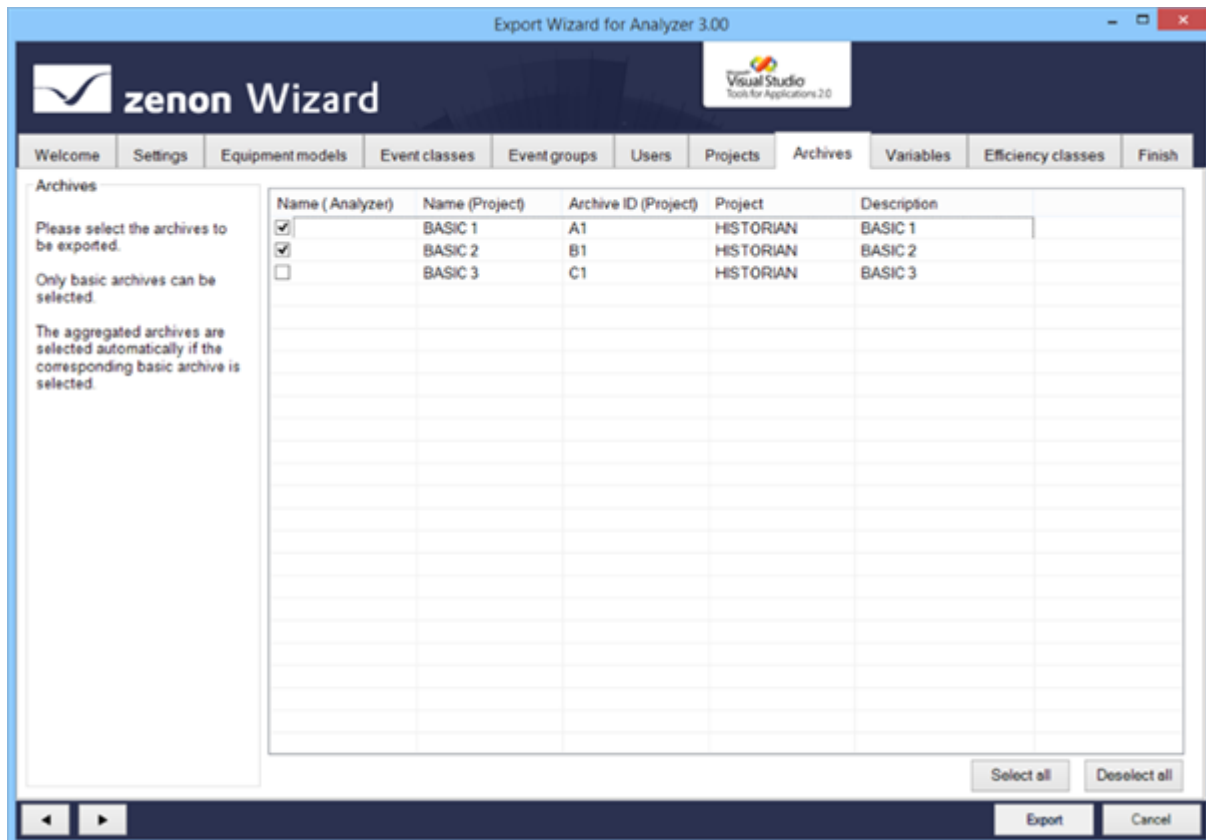 Export Wizard for Analyzer 3.00
zenon Wizard
Microsoft
Visual Studio
Tools for Applications 2.0
Welcome Settings Equipment models Event classes Event groups Users Projects Archives Variables Efficiency classes Finish
Archives
Please select the archives to
be exported.
Only basic archives can be
selected.
The aggregated archives are
selected automatically if the
corresponding basic archive is
selected.
Name ( Analyzer) Name (Project) Archive ID (Project) Project Description
BASIC 1 A1 HISTORIAN BASIC 1
BASIC 2 B1 HISTORIAN BASIC 2
BASIC 3 C1 HISTORIAN BASIC 3
Select all Deselect all
Export Cancel